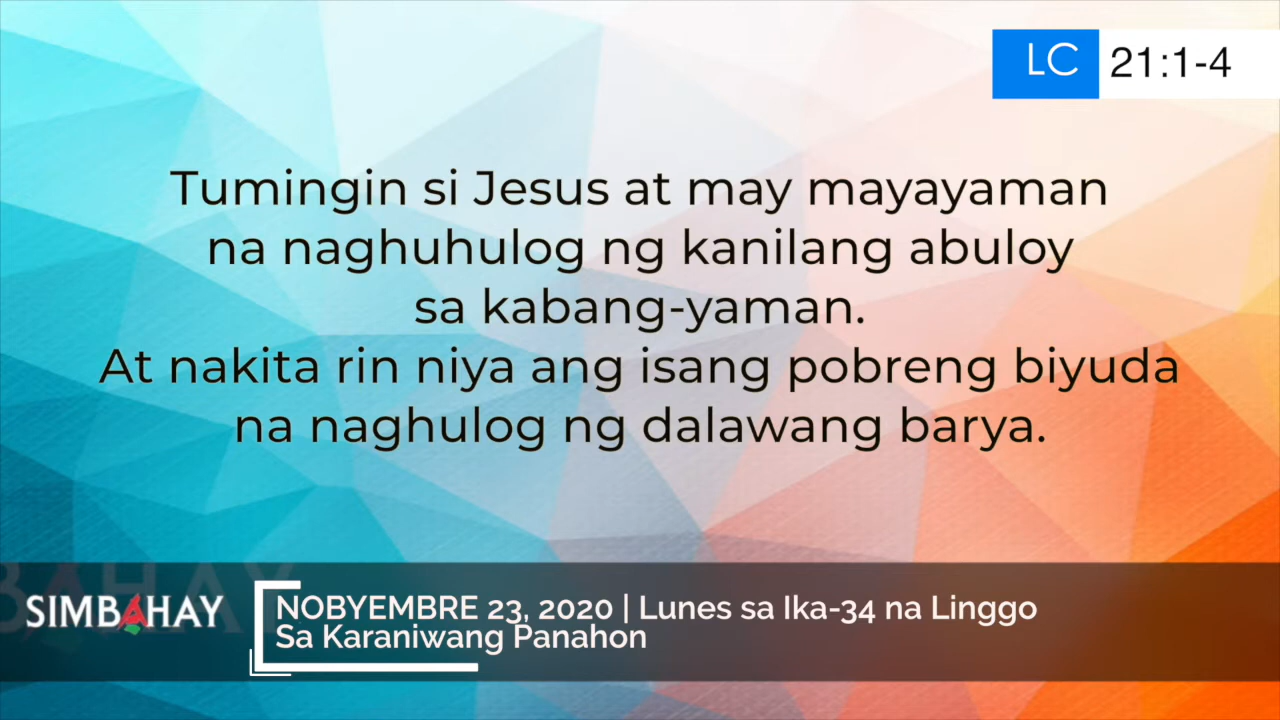 LC 21:1-4
Tumingin si Jesus at may mayayaman
na naghuhulog ng kanilang abuloy
sa kabang-yaman.
At nakita rin niya ang isang pobreng biyuda
na naghulog ng dalawang barya.
SIMBAHAY
NOBYEMBRE 23, 2020 | Lunes sa Ika-34 na Linggo
Sa Karaniwang Panahon